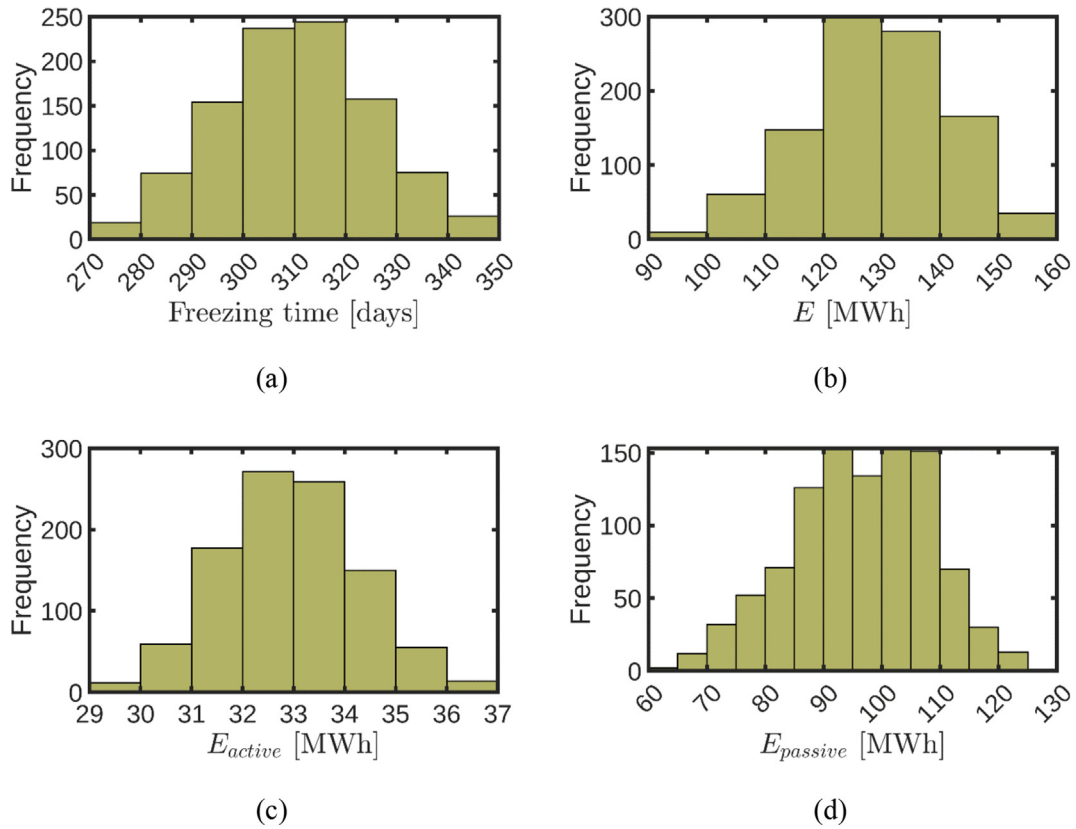 250
200
150
100
50
0
Frequency
270 280 290 300 310 320 330 340 350
Freezing time [days]
(a)
300
200
100
0
Frequency
90 100 110 120 130 140 150 160
E [MWh]
(b)
300
200
100
0
Frequency
29 30 31 32 33 34 35 36 37
E_active [MWh]
(c)
150
100
50
0
Frequency
60 70 80 90 100 110 120 130
E_passive [MWh]
(d)